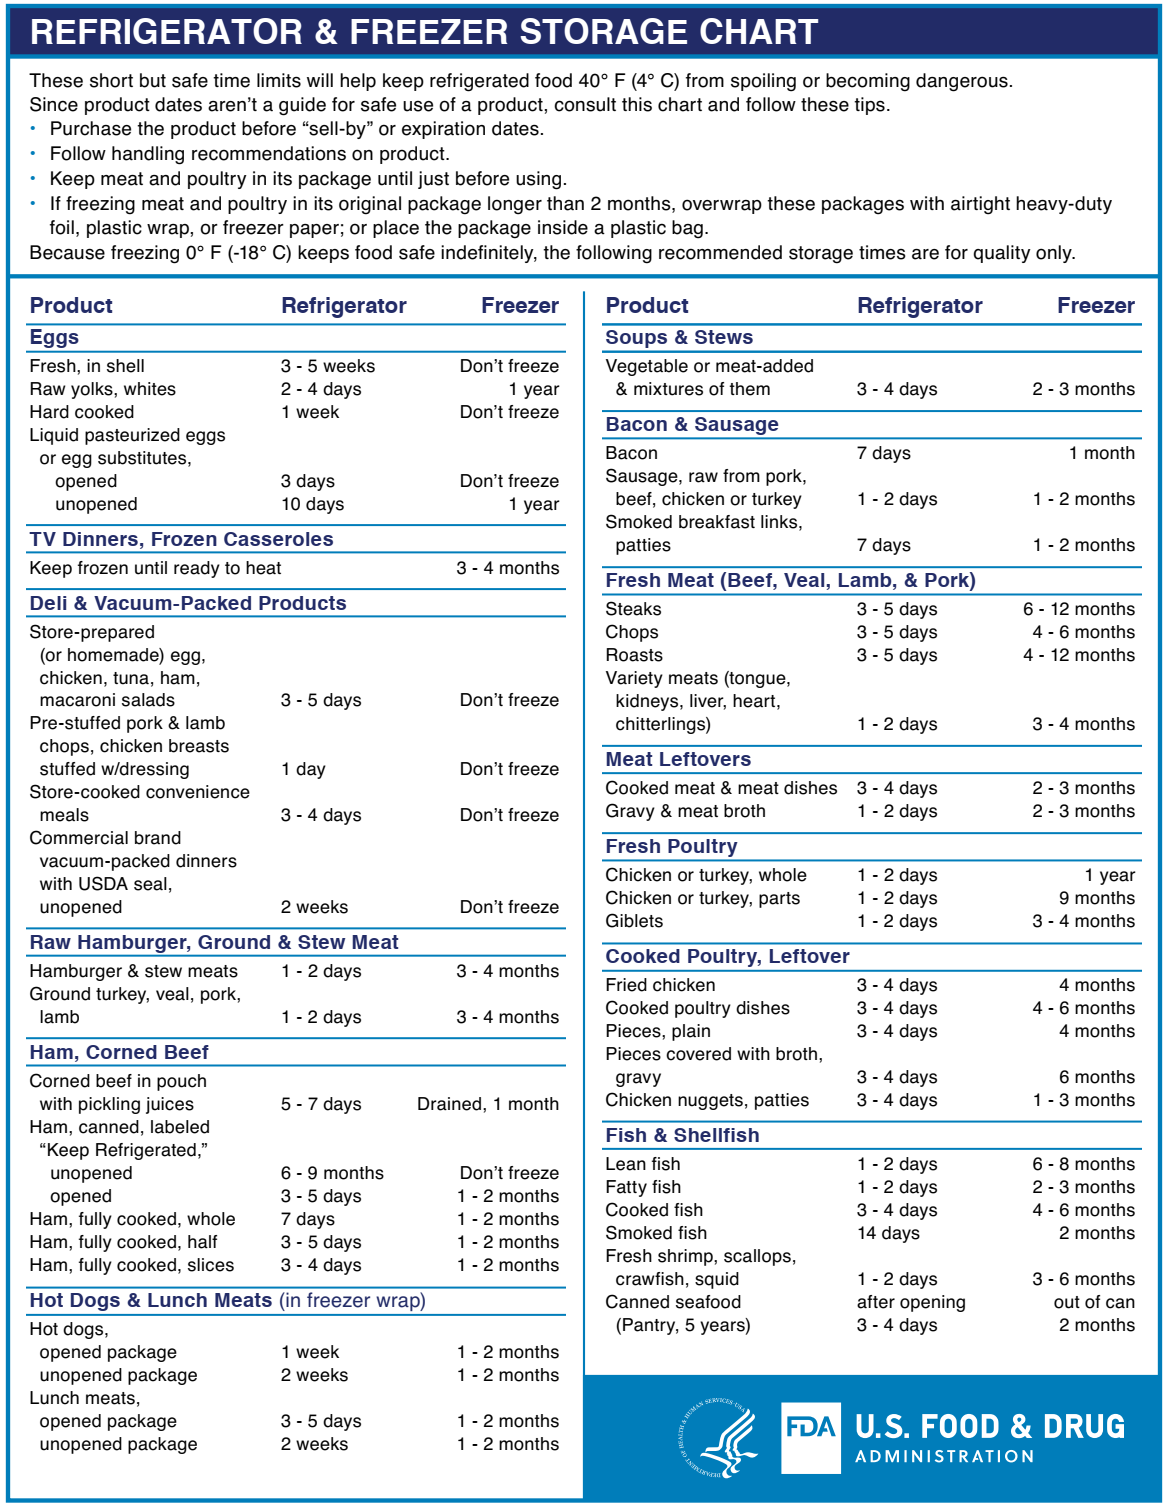 REFRIGERATOR & FREEZER STORAGE CHART
These short but safe time limits will help keep refrigerated food 40° F (4° C) from spoiling or becoming dangerous.
Since product dates aren’t a guide for safe use of a product, consult this chart and follow these tips.
• Purchase the product before “sell-by” or expiration dates.
• Follow handling recommendations on product.
• Keep meat and poultry in its package until just before using.
• If freezing meat and poultry in its original package longer than 2 months, overwrap these packages with airtight heavy-duty
foil, plastic wrap, or freezer paper; or place the package inside a plastic bag.
Because freezing 0° F (-18° C) keeps food safe indefinitely, the following recommended storage times are for quality only.
Product Refrigerator Freezer
Eggs
Fresh, in shell 3 - 5 weeks Don’t freeze
Raw yolks, whites 2 - 4 days 1 year
Hard cooked 1 week Don’t freeze
Liquid pasteurized eggs
or egg substitutes,
opened 3 days Don’t freeze
unopened 10 days 1 year
TV Dinners, Frozen Casseroles
Keep frozen until ready to heat 3 - 4 months
Deli & Vacuum-Packed Products
Store-prepared
(or homemade) egg,
chicken, tuna, ham,
macaroni salads 3 - 5 days Don’t freeze
Pre-stuffed pork & lamb
chops, chicken breasts
stuffed w/dressing 1 day Don’t freeze
Store-cooked convenience
meals 3 - 4 days Don’t freeze
Commercial brand
vacuum-packed dinners
with USDA seal,
unopened 2 weeks Don’t freeze
Raw Hamburger, Ground & Stew Meat
Hamburger & stew meats 1 - 2 days 3 - 4 months
Ground turkey, veal, pork,
lamb 1 - 2 days 3 - 4 months
Ham, Corned Beef
Corned beef in pouch
with pickling juices 5 - 7 days Drained, 1 month
Ham, canned, labeled
“Keep Refrigerated,”
unopened 6 - 9 months Don’t freeze
opened 3 - 5 days 1 - 2 months
Ham, fully cooked, whole 7 days 1 - 2 months
Ham, fully cooked, half 3 - 5 days 1 - 2 months
Ham, fully cooked, slices 3 - 4 days 1 - 2 months
Hot Dogs & Lunch Meats (in freezer wrap)
Hot dogs,
opened package 1 week 1 - 2 months
unopened package 2 weeks 1 - 2 months
Lunch meats,
opened package 3 - 5 days 1 - 2 months
unopened package 2 weeks 1 - 2 months
Product Refrigerator Freezer
Soups & Stews
Vegetable or meat-added
& mixtures of them 3 - 4 days 2 - 3 months
Bacon & Sausage
Bacon 7 days 1 month
Sausage, raw from pork,
beef, chicken or turkey 1 - 2 days 1 - 2 months
Smoked breakfast links,
patties 7 days 1 - 2 months
Fresh Meat (Beef, Veal, Lamb, & Pork)
Steaks 3 - 5 days 6 - 12 months
Chops 3 - 5 days 4 - 6 months
Roasts 3 - 5 days 4 - 12 months
Variety meats (tongue,
kidneys, liver, heart,
chitterlings) 1 - 2 days 3 - 4 months
Meat Leftovers
Cooked meat & meat dishes 3 - 4 days 2 - 3 months
Gravy & meat broth 1 - 2 days 2 - 3 months
Fresh Poultry
Chicken or turkey, whole 1 - 2 days 1 year
Chicken or turkey, parts 1 - 2 days 9 months
Giblets 1 - 2 days 3 - 4 months
Cooked Poultry, Leftover
Fried chicken 3 - 4 days 4 months
Cooked poultry dishes 3 - 4 days 4 - 6 months
Pieces, plain 3 - 4 days 4 months
Pieces covered with broth,
gravy 3 - 4 days 6 months
Chicken nuggets, patties 3 - 4 days 1 - 3 months
Fish & Shellfish
Lean fish 1 - 2 days 6 - 8 months
Fatty fish 1 - 2 days 2 - 3 months
Cooked fish 3 - 4 days 4 - 6 months
Smoked fish 14 days 2 months
Fresh shrimp, scallops,
crawfish, squid 1 - 2 days 3 - 6 months
Canned seafood after opening out of can
(Pantry, 5 years) 3 - 4 days 2 months
DEPARTMENT OF HEALTH & HUMAN SERVICES • USA
FDA U.S. FOOD & DRUG
ADMINISTRATION